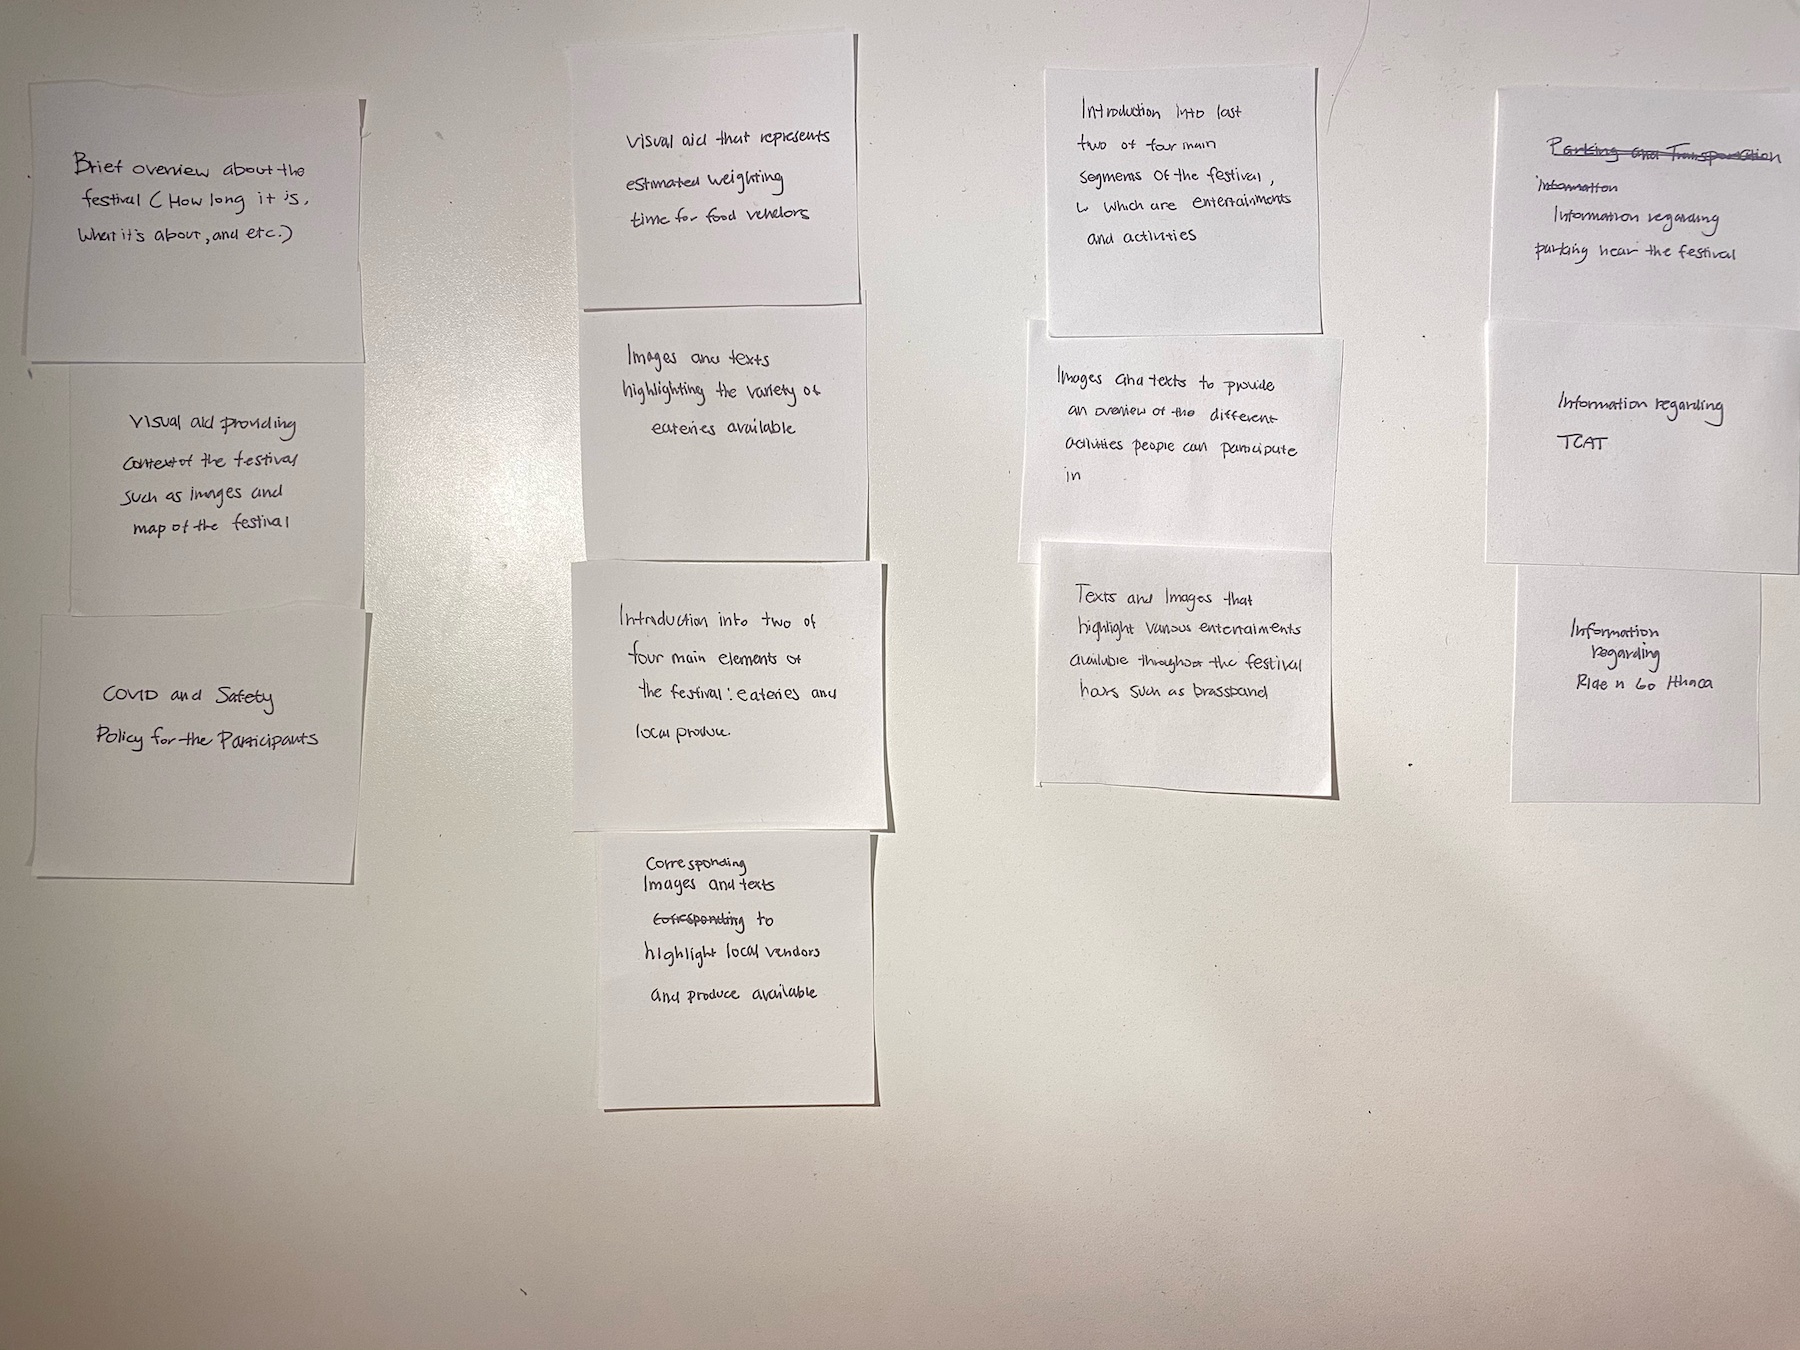 Brief overview about the
festival ( How long it is,
What it's about, and etc.)
Visual aid providing
context of the festival
such as images and
map of the festival
COVID and Safety
Policy for the Participants
Visual aid that represents
estimated weighting
time for food vendors
Images and texts
highlighting the variety of
eateries available
Introduction into two of
four main elements of
the festival: eateries and
local produce.
Corresponding
Images and texts
corresponding to
highlight local vendors
and produce available
Introduction into last
two of four main
segments of the festival,
↳ which are entertainments
and activities
Images and texts to provide
an overview of the different
activities people can participate
in
Texts and Images that
highlight various entertaiments
available throughout the festival
hours such as brassband
Parking and Transportation
information
Information regarding
parking near the festival
Information regarding
TCAT
Information
regarding
Ride n Go Ithaca